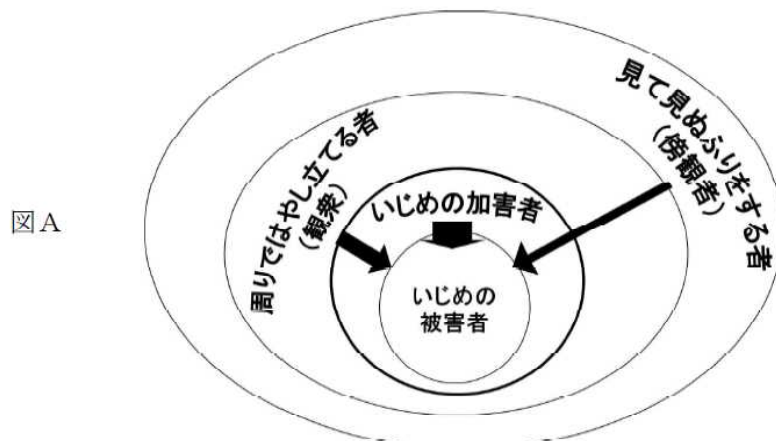 図A
周りではやし立てる者
（観衆）
いじめの加害者
いじめの
被害者
見て見ぬふりをする者
（傍観者）